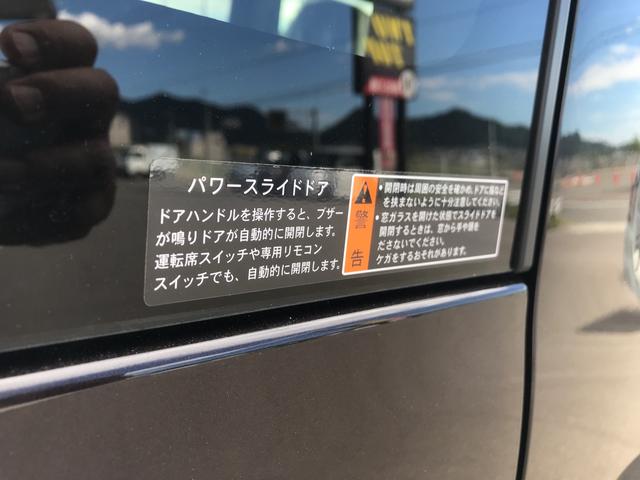 パワースライドドア
ドアハンドルを操作すると、ブザー
が鳴りドアが自動的に開閉します。
運転席スイッチや専用リモコン
スイッチでも、自動的に開閉します。
警告
・開閉時は周囲の安全を確かめ、ドアに指など
を挟まないように十分注意してください。
・窓ガラスを開けた状態でスライドドアを
開閉するときは、窓から手や顔を
ださないでください。
ケガをするおそれがあります。